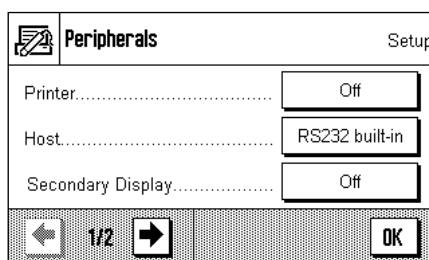 Peripherals Setup
Printer................................... Off
Host..................................... RS232 built-in
Secondary Display.................. Off
1/2 OK